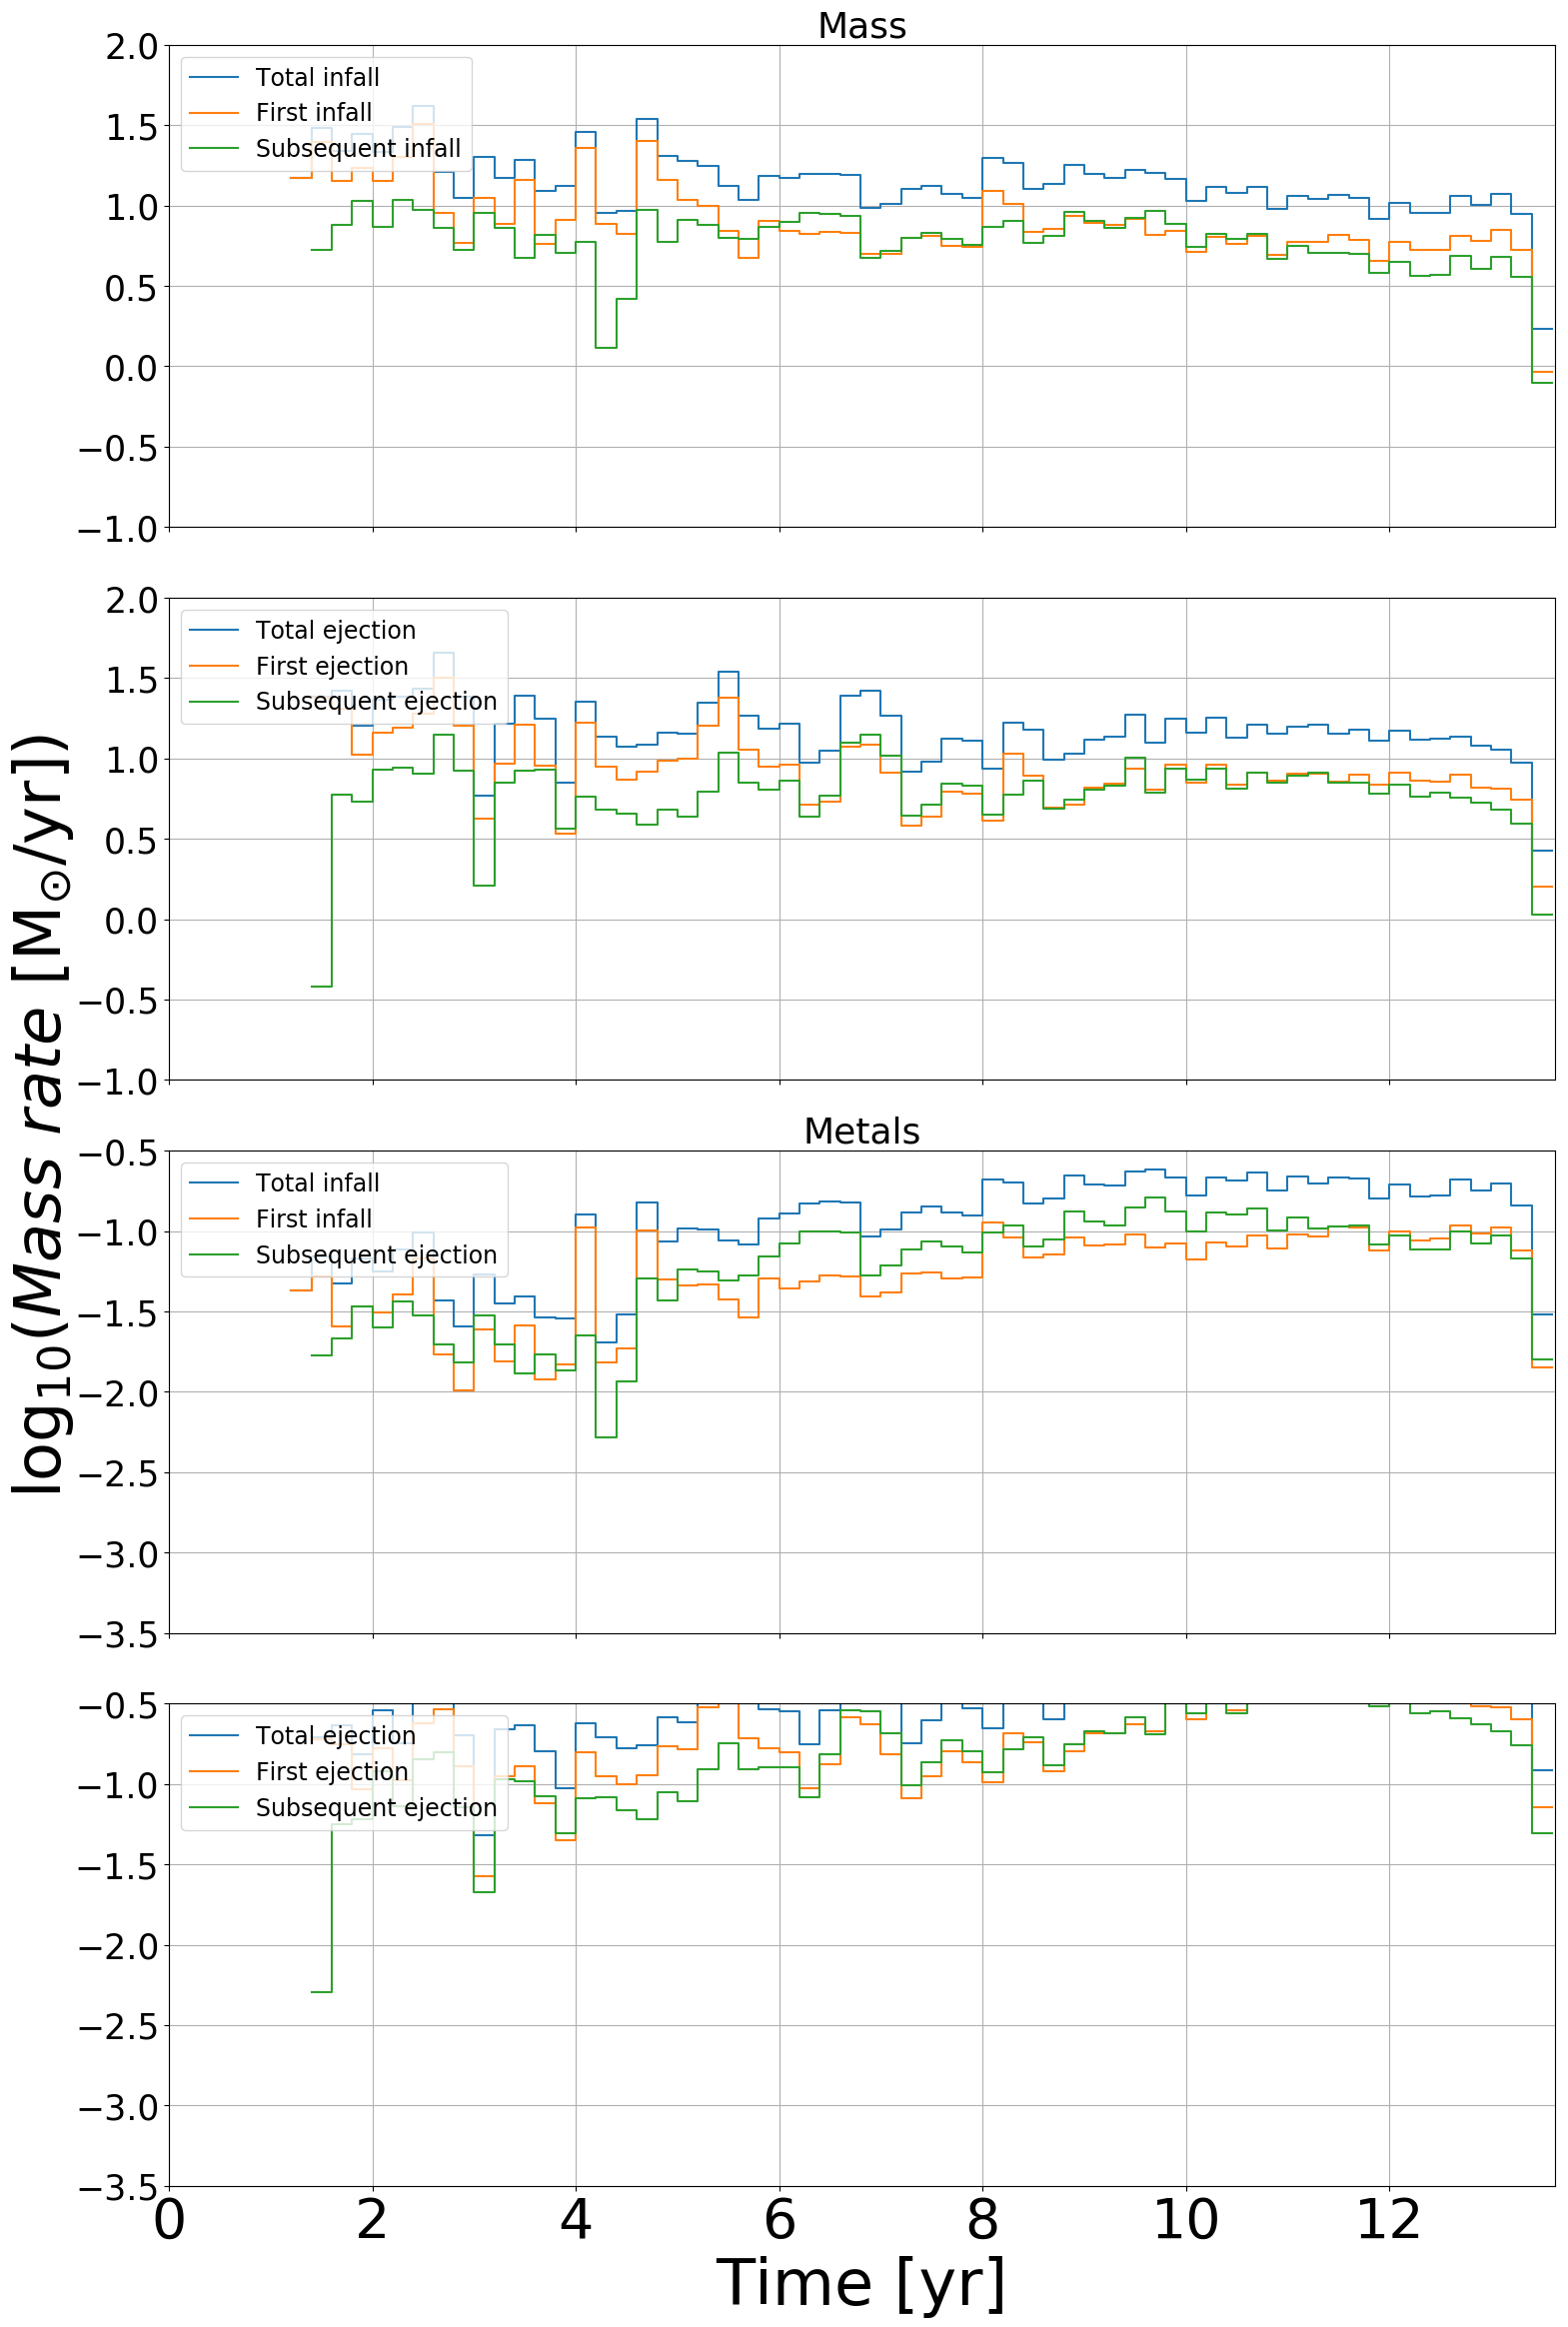 Mass
2.0
1.5
1.0
0.5
0.0
−0.5
−1.0
Total infall
First infall
Subsequent infall
2.0
1.5
1.0
0.5
0.0
−0.5
−1.0
Total ejection
First ejection
Subsequent ejection
log10(Mass rate [M⊙/yr])
Metals
−0.5
−1.0
−1.5
−2.0
−2.5
−3.0
−3.5
Total infall
First infall
Subsequent ejection
−0.5
−1.0
−1.5
−2.0
−2.5
−3.0
−3.5
Total ejection
First ejection
Subsequent ejection
0 2 4 6 8 10 12
Time [yr]